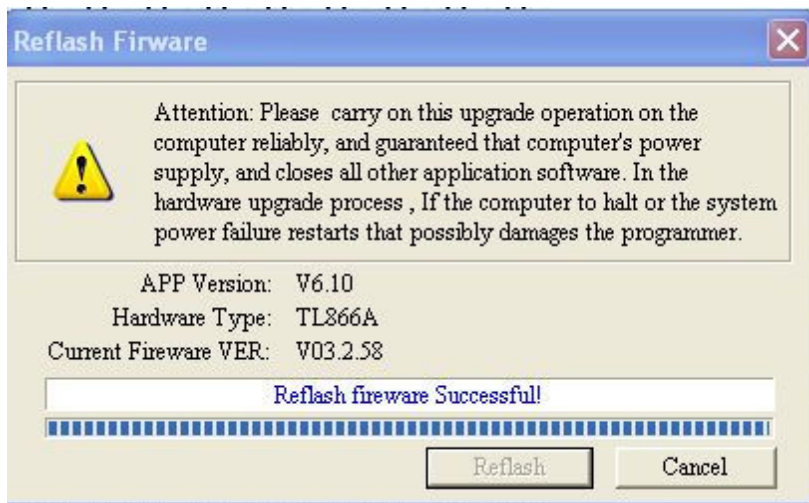 Reflash Firware
Attention: Please carry on this upgrade operation on the
computer reliably, and guaranteed that computer's power
supply, and closes all other application software. In the
hardware upgrade process , If the computer to halt or the system
power failure restarts that possibly damages the programmer.
APP Version: V6.10
Hardware Type: TL866A
Current Fireware VER: V03.2.58
Reflash fireware Successful!
Reflash Cancel